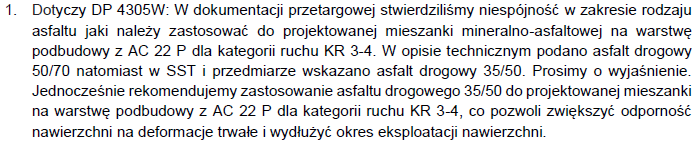 1. Dotyczy DP 4305W: W dokumentacji przetargowej stwierdziliśmy niespójność w zakresie rodzaju
asfaltu jaki należy zastosować do projektowanej mieszanki mineralno-asfaltowej na warstwę
podbudowy z AC 22 P dla kategorii ruchu KR 3-4. W opisie technicznym podano asfalt drogowy
50/70 natomiast w SST i przedmiarze wskazano asfalt drogowy 35/50. Prosimy o wyjaśnienie.
Jednocześnie rekomendujemy zastosowanie asfaltu drogowego 35/50 do projektowanej mieszanki
na warstwę podbudowy z AC 22 P dla kategorii ruchu KR 3-4, co pozwoli zwiększyć odporność
nawierzchni na deformacje trwałe i wydłużyć okres eksploatacji nawierzchni.